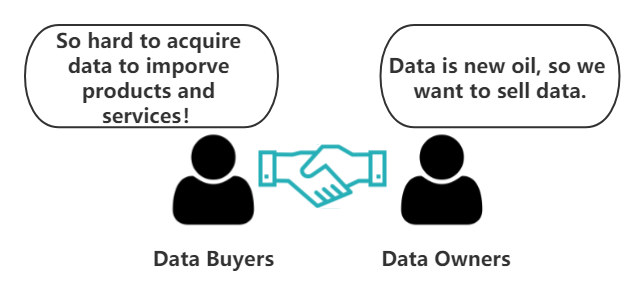 So hard to acquire
data to imporve
products and
services!
Data is new oil, so we
want to sell data.
Data Buyers
Data Owners